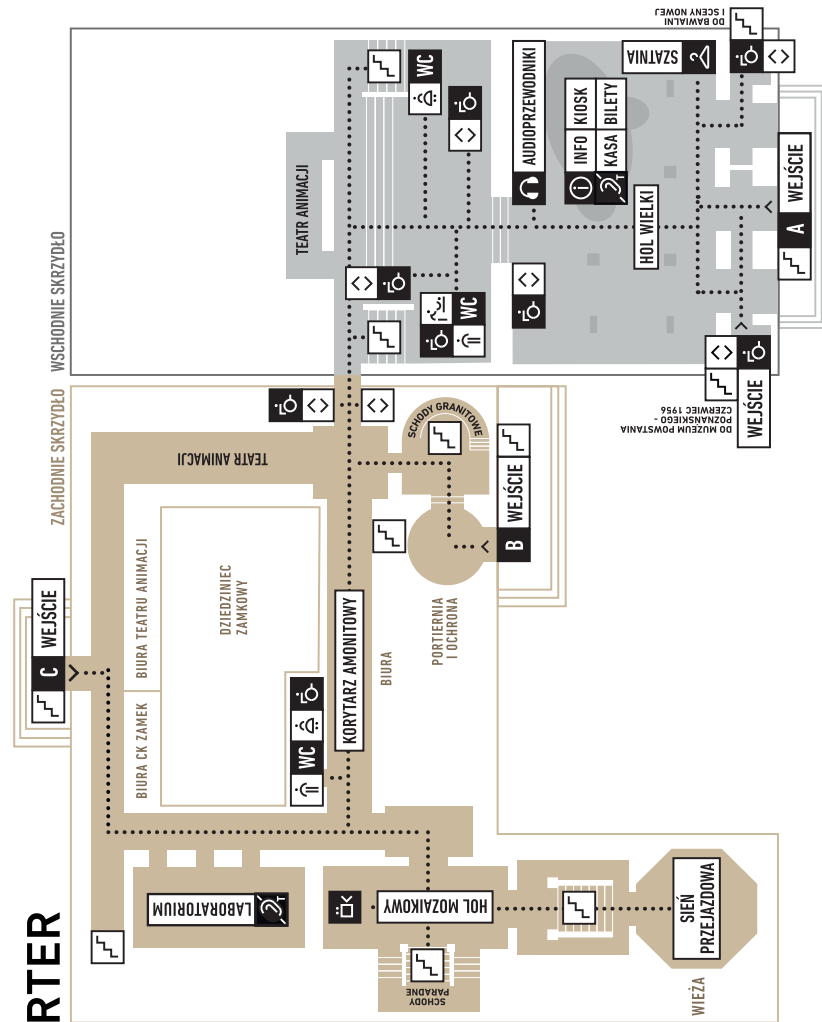 RTER
ZACHODNIE SKRZYDŁO
WSCHODNIE SKRZYDŁO
C WEJŚCIE
BIURA CK ZAMEK
BIURA TEATRU ANIMACJI
DZIEDZINIEC
ZAMKOWY
TEATR ANIMACJI
TEATR ANIMACJI
LABORATORIUM
T
WC
KORYTARZ AMONITOWY
BIURA
PORTIERNIA
I OCHRONA
SCHODY GRANITOWE
B WEJŚCIE
HOL MOZAIKOWY
SCHODY
PARADNE
SIEŃ
PRZEJAZDOWA
WIEŻA
WC
WC
AUDIOPRZEWODNIKI
INFO KIOSK
KASA BILETY
T
HOL WIELKI
SZATNIA
DO BAWIALNI
I SCENY NOWEJ
A WEJŚCIE
WEJŚCIE
DO MUZEUM POWSTANIA
POZNAŃSKIEGO -
CZERWIEC 1956